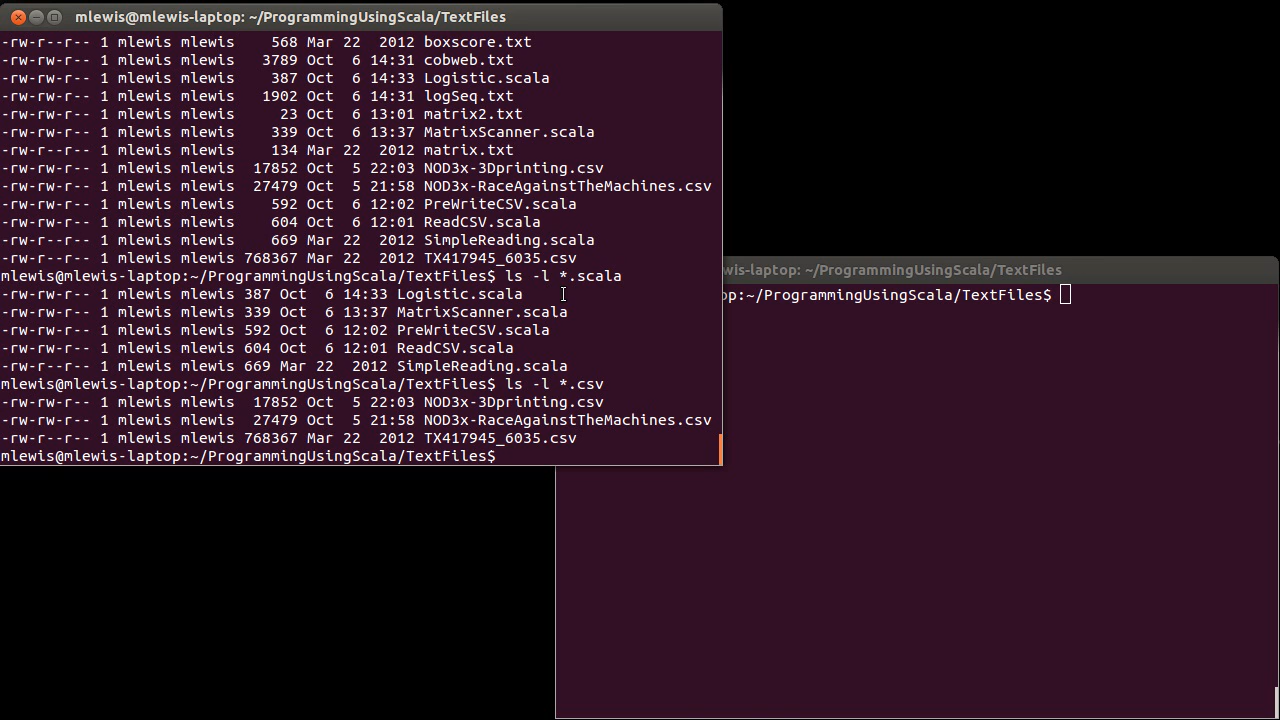 mlewis@mlewis-laptop: ~/ProgrammingUsingScala/TextFiles
-rw-r--r-- 1 mlewis mlewis    568 Mar 22  2012 boxscore.txt
-rw-rw-r-- 1 mlewis mlewis   3789 Oct  6 14:31 cobweb.txt
-rw-rw-r-- 1 mlewis mlewis    387 Oct  6 14:33 Logistic.scala
-rw-rw-r-- 1 mlewis mlewis   1902 Oct  6 14:31 logSeq.txt
-rw-rw-r-- 1 mlewis mlewis     23 Oct  6 13:01 matrix2.txt
-rw-rw-r-- 1 mlewis mlewis    339 Oct  6 13:37 MatrixScanner.scala
-rw-rw-r-- 1 mlewis mlewis    134 Mar 22  2012 matrix.txt
-rw-rw-r-- 1 mlewis mlewis  17852 Oct  5 22:03 NOD3x-3Dprinting.csv
-rw-rw-r-- 1 mlewis mlewis  27479 Oct  5 21:58 NOD3x-RaceAgainstTheMachines.csv
-rw-rw-r-- 1 mlewis mlewis    592 Oct  6 12:02 PreWriteCSV.scala
-rw-rw-r-- 1 mlewis mlewis    604 Oct  6 12:01 ReadCSV.scala
-rw-r--r-- 1 mlewis mlewis    669 Mar 22  2012 SimpleReading.scala
-rw-r--r-- 1 mlewis mlewis 768367 Mar 22  2012 TX417945_6035.csv
mlewis@mlewis-laptop:~/ProgrammingUsingScala/TextFiles$ ls -l *.scala
-rw-rw-r-- 1 mlewis mlewis 387 Oct  6 14:33 Logistic.scala
-rw-rw-r-- 1 mlewis mlewis 339 Oct  6 13:37 MatrixScanner.scala
-rw-rw-r-- 1 mlewis mlewis 592 Oct  6 12:02 PreWriteCSV.scala
-rw-rw-r-- 1 mlewis mlewis 604 Oct  6 12:01 ReadCSV.scala
-rw-r--r-- 1 mlewis mlewis 669 Mar 22  2012 SimpleReading.scala
mlewis@mlewis-laptop:~/ProgrammingUsingScala/TextFiles$ ls -l *.csv
-rw-rw-r-- 1 mlewis mlewis  17852 Oct  5 22:03 NOD3x-3Dprinting.csv
-rw-rw-r-- 1 mlewis mlewis  27479 Oct  5 21:58 NOD3x-RaceAgainstTheMachines.csv
-rw-r--r-- 1 mlewis mlewis 768367 Mar 22  2012 TX417945_6035.csv
mlewis@mlewis-laptop:~/ProgrammingUsingScala/TextFiles$
wis-laptop: ~/ProgrammingUsingScala/TextFiles
op:~/ProgrammingUsingScala/TextFiles$